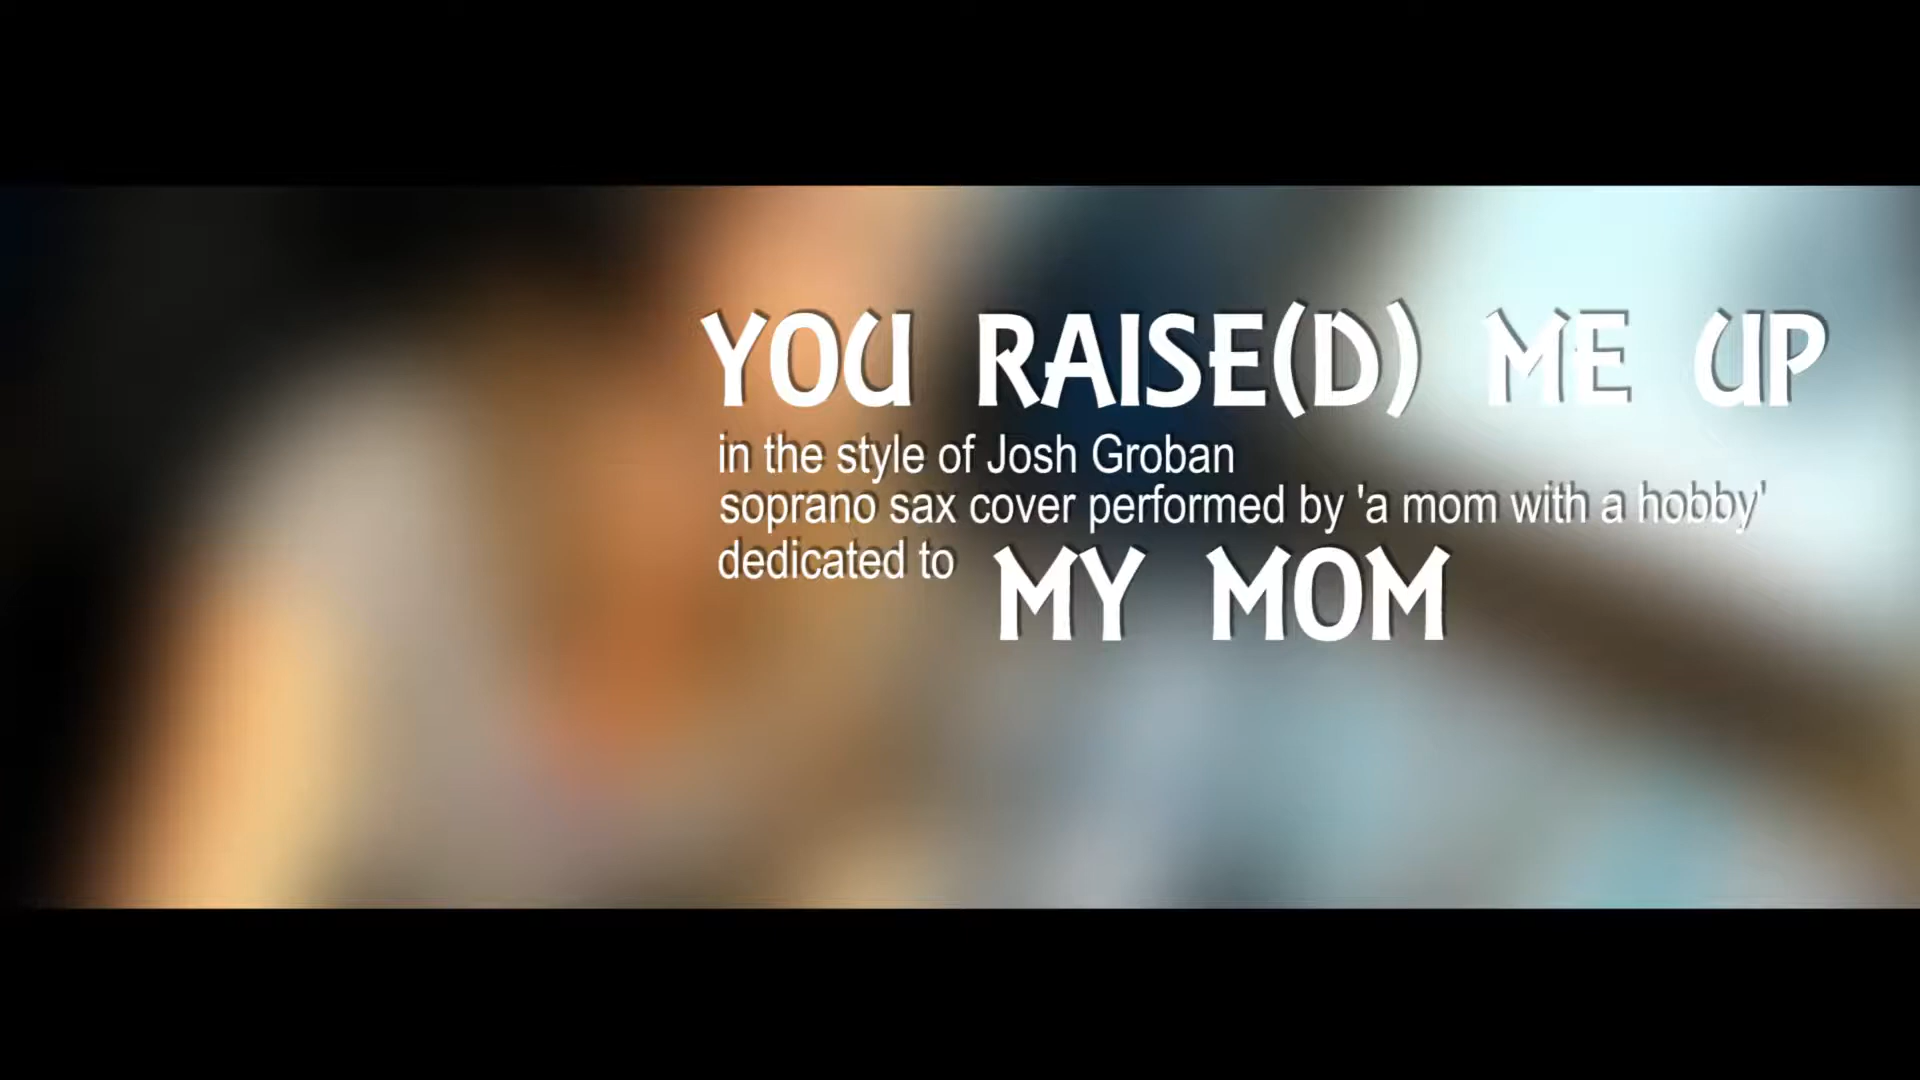 YOU RAISE(D) ME UP
in the style of Josh Groban
soprano sax cover performed by 'a mom with a hobby'
dedicated to MY MOM